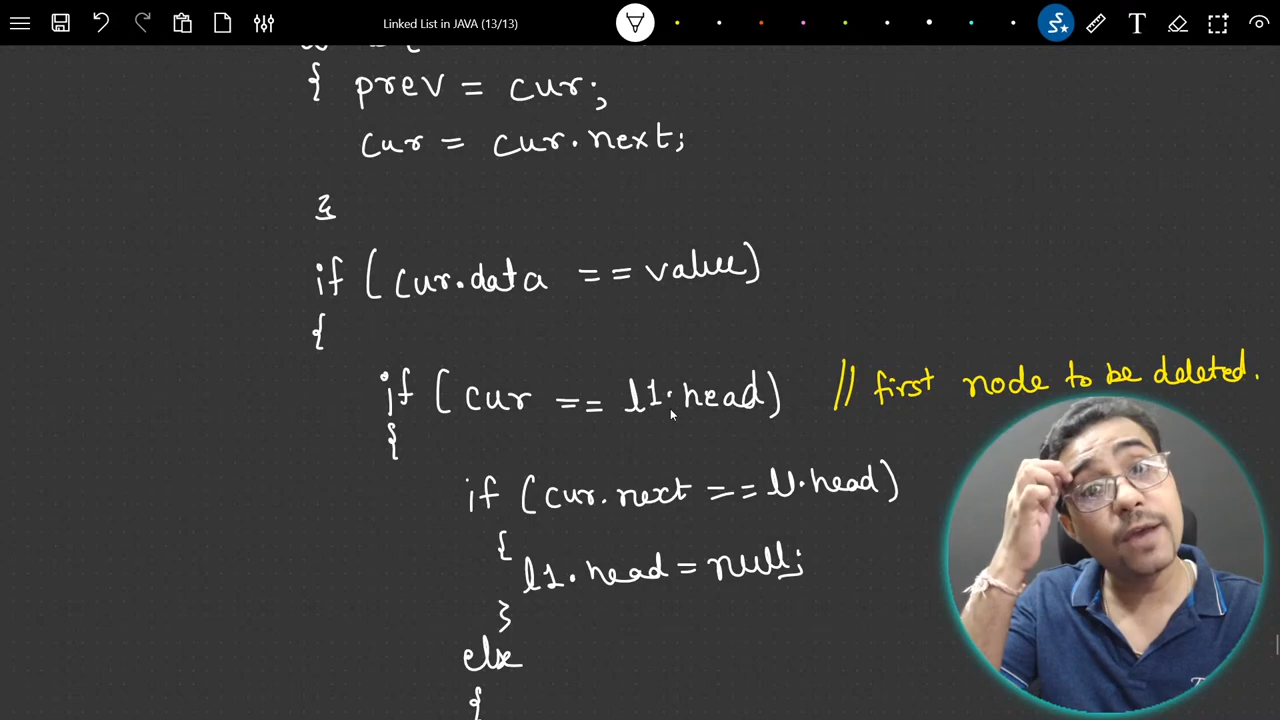 Linked List in JAVA (13/13)
{ prev = cur;
cur = cur.next;
}
if (cur.data == value)
{
if (cur == l1.head) // first node to be deleted.
{
if (cur.next == l1.head)
{
l1.head = null;
}
else
{